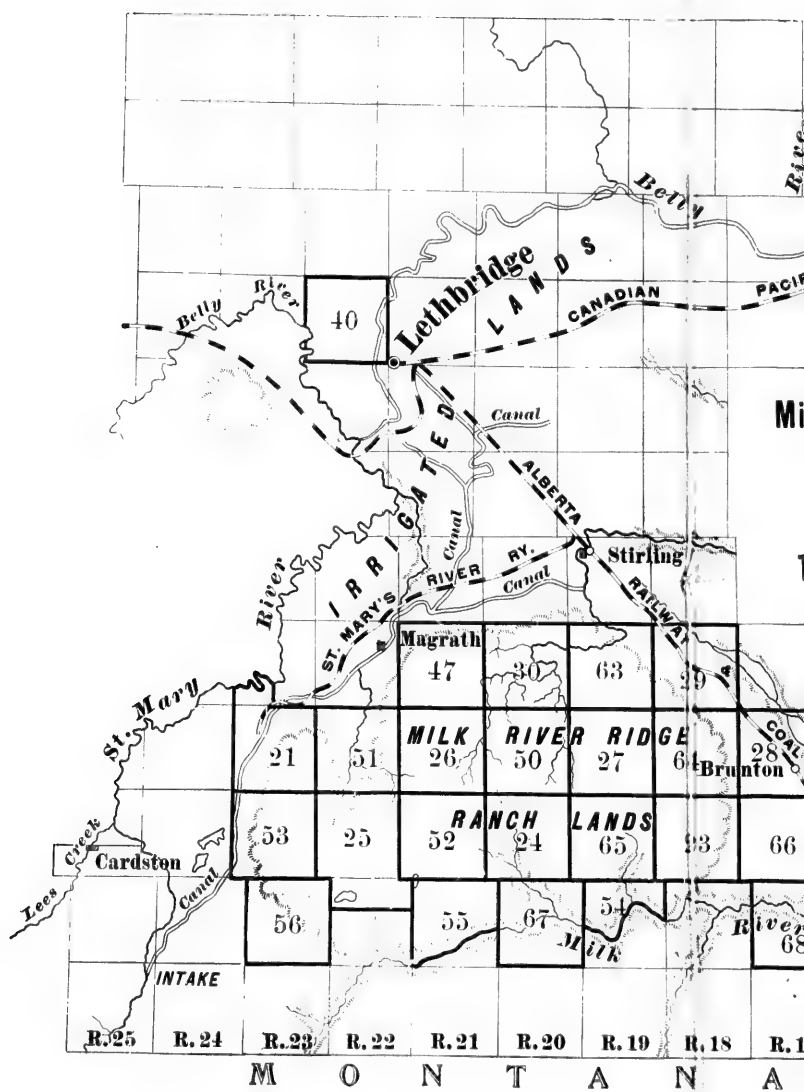 Belly
River
Belly
River
40
Lethbridge
IRRIGATED LANDS
CANADIAN PACIF
Mi
Canal
ALBERTA RAILWAY & COAL
T
Canal
ST. MARY'S RIVER RY.
Canal
Stirling
St. Mary River
Magrath
47
30
63
29
MILK RIVER RIDGE
21
51
26
50
27
64
28
Brunton
RANCH LANDS
53
25
52
24
65
23
66
Cardston
Lees Creek
Canal
56
55
67
54
68
Milk River
INTAKE
R.25 R.24 R.23 R.22 R.21 R.20 R.19 R.18 R.1
M O N T A N A